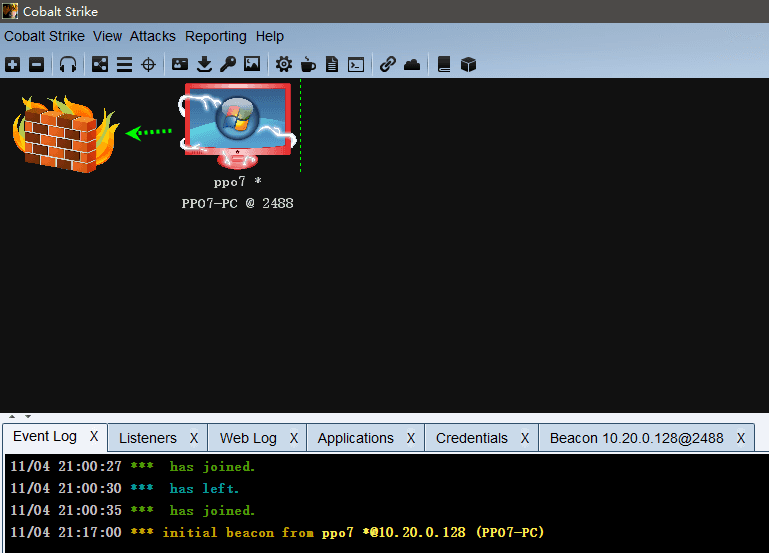 Cobalt Strike
Cobalt Strike View Attacks Reporting Help
ppo7 *
PPO7-PC @ 2488
Event Log X Listeners X Web Log X Applications X Credentials X Beacon 10.20.0.128@2488 X
11/04 21:00:27 *** has joined.
11/04 21:00:30 *** has left.
11/04 21:00:35 *** has joined.
11/04 21:17:00 *** initial beacon from ppo7 *@10.20.0.128 (PPO7-PC)